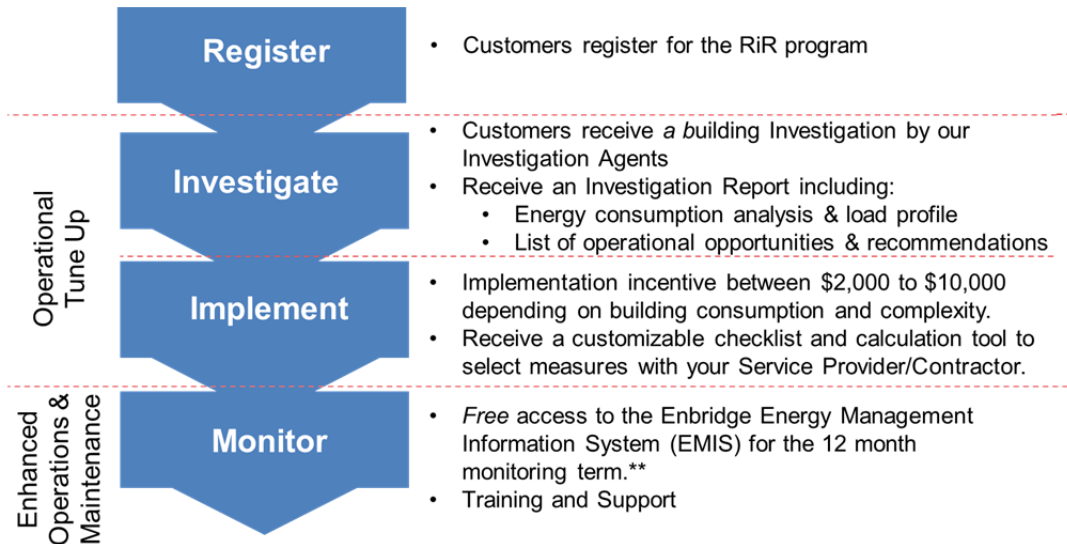 Register
• Customers register for the RiR program
Operational
Tune Up
Investigate
• Customers receive a building Investigation by our
Investigation Agents
• Receive an Investigation Report including:
• Energy consumption analysis & load profile
• List of operational opportunities & recommendations
Implement
• Implementation incentive between $2,000 to $10,000
depending on building consumption and complexity.
• Receive a customizable checklist and calculation tool to
select measures with your Service Provider/Contractor.
Enhanced
Operations &
Maintenance
Monitor
• Free access to the Enbridge Energy Management
Information System (EMIS) for the 12 month
monitoring term.**
• Training and Support